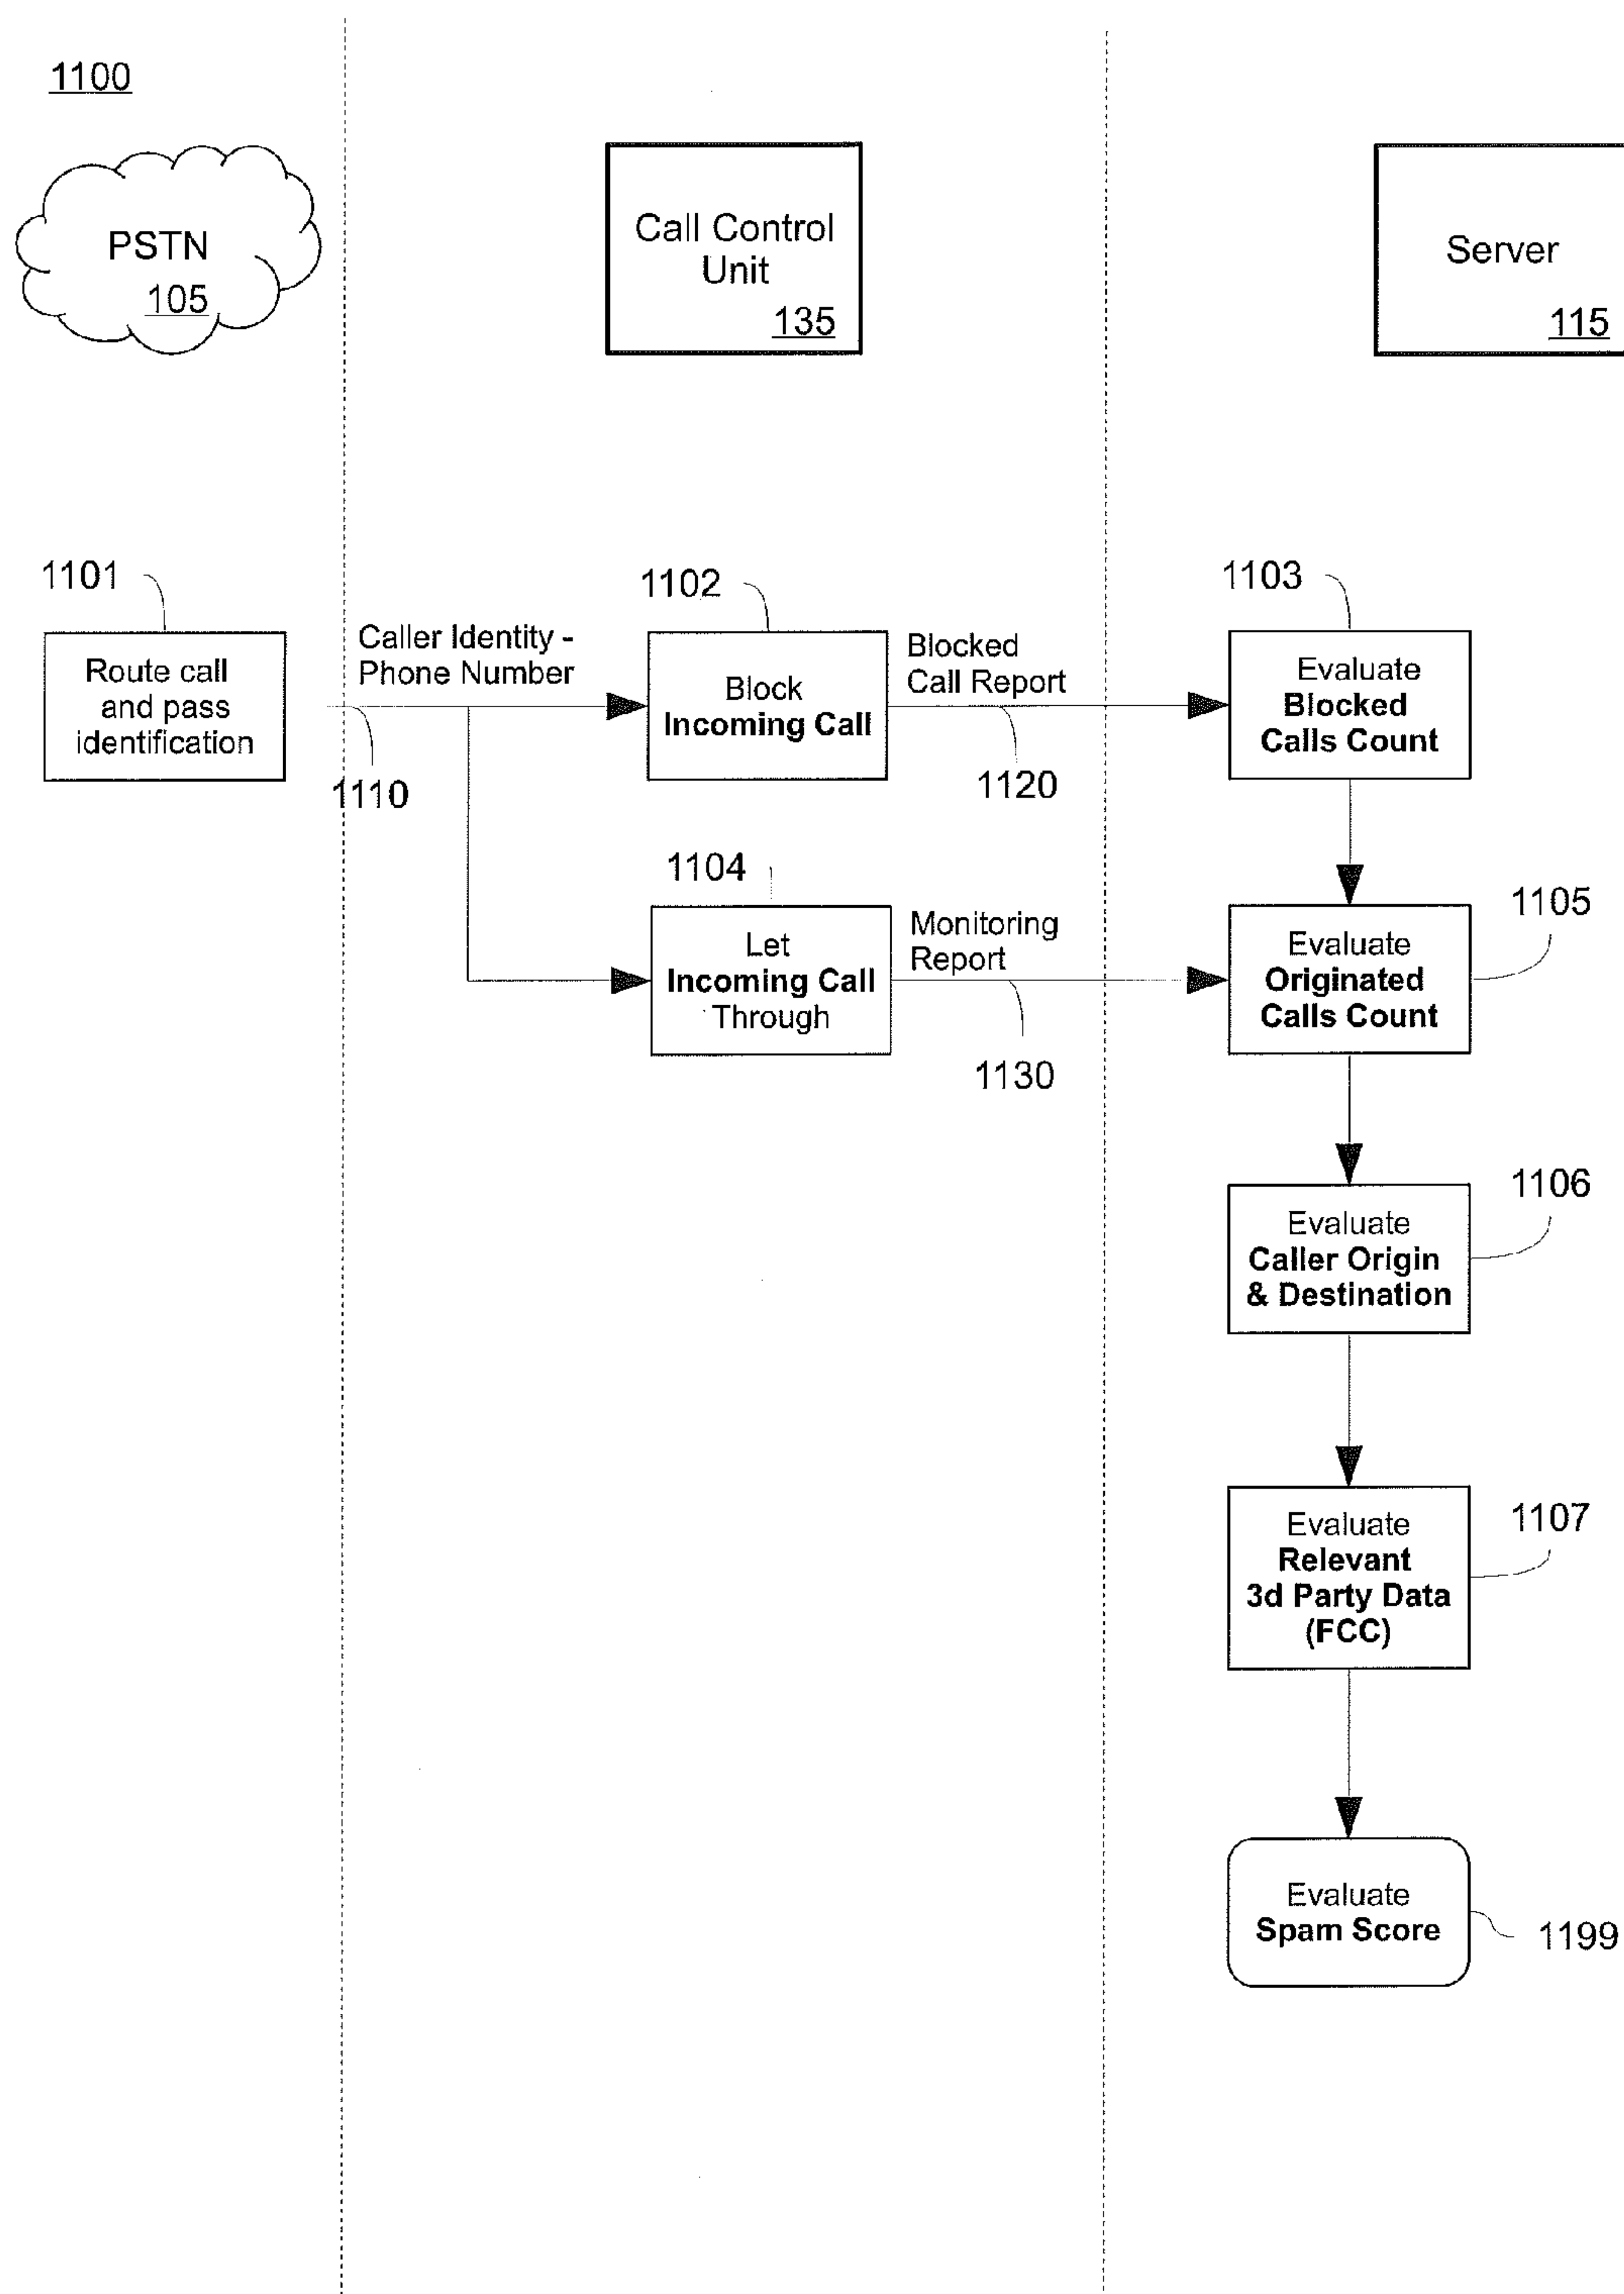 1100
PSTN
105
Call Control
Unit
135
Server
115
1101
Route call
and pass
identification
Caller Identity -
Phone Number
1110
1102
Block
Incoming Call
Blocked
Call Report
1120
1103
Evaluate
Blocked
Calls Count
1104
Let
Incoming Call
Through
Monitoring
Report
1130
1105
Evaluate
Originated
Calls Count
1106
Evaluate
Caller Origin
& Destination
1107
Evaluate
Relevant
3d Party Data
(FCC)
Evaluate
Spam Score
1199